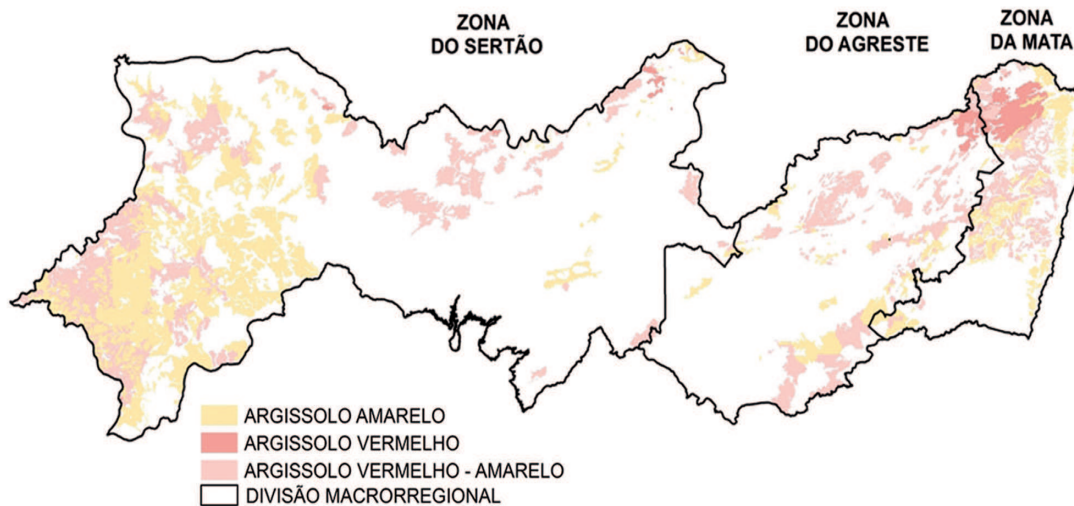 ZONA
DO SERTÃO
ZONA
DO AGRESTE
ZONA
DA MATA
ARGISSOLO AMARELO
ARGISSOLO VERMELHO
ARGISSOLO VERMELHO - AMARELO
DIVISÃO MACRORREGIONAL